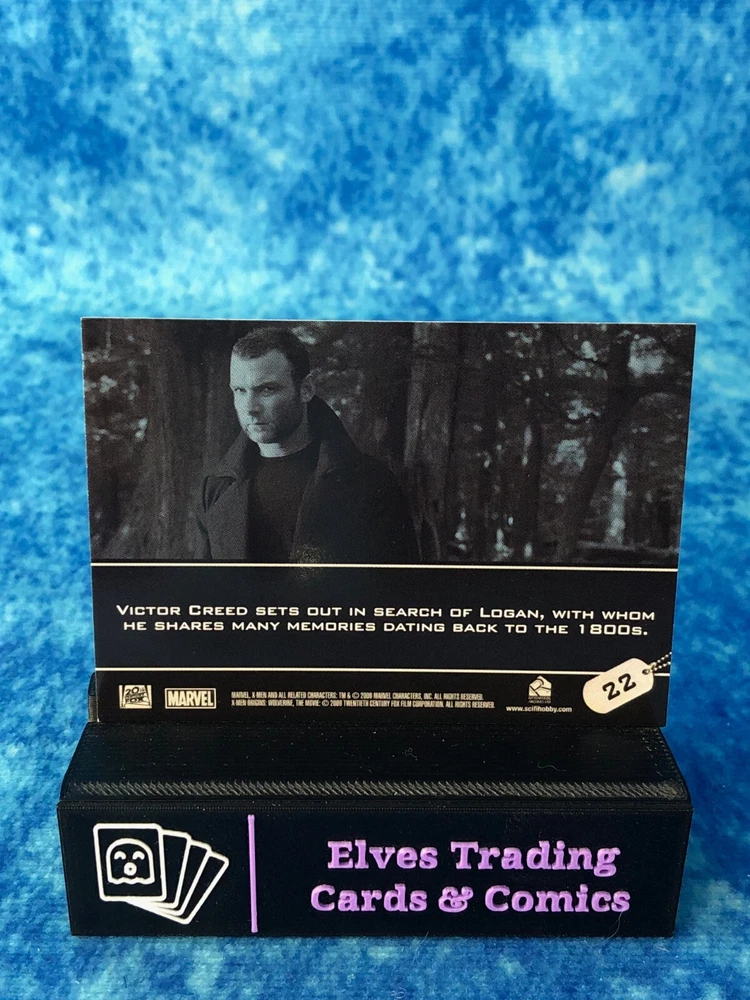 VICTOR CREED SETS OUT IN SEARCH OF LOGAN, WITH WHOM
HE SHARES MANY MEMORIES DATING BACK TO THE 1800S.
20
FOX
MARVEL
MARVEL, X-MEN AND ALL RELATED CHARACTERS: TM & © 2009 MARVEL CHARACTERS, INC. ALL RIGHTS RESERVED.
X-MEN ORIGINS: WOLVERINE, THE MOVIE: © 2009 TWENTIETH CENTURY FOX FILM CORPORATION. ALL RIGHTS RESERVED.
www.scifihobby.com
22
Elves Trading
Cards & Comics